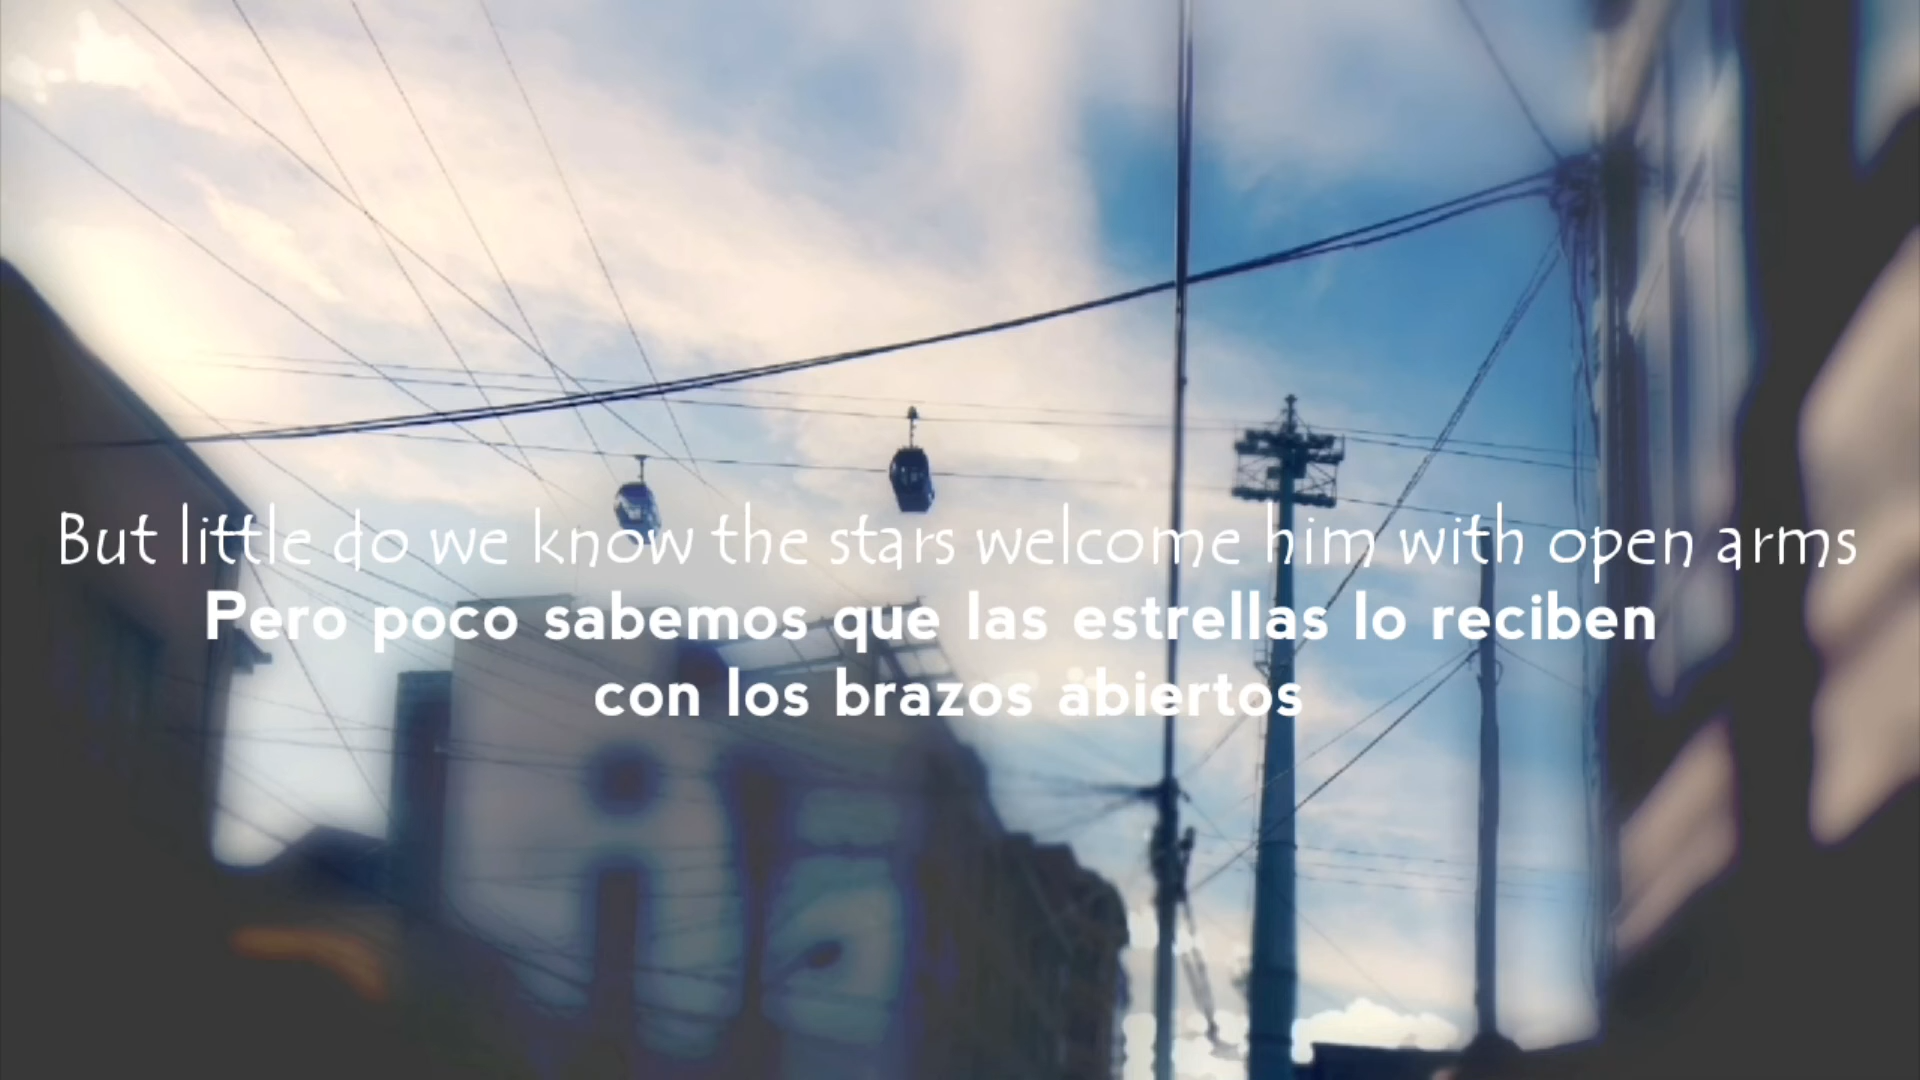 But little do we know the stars welcome him with open arms
Pero poco sabemos que las estrellas lo reciben
con los brazos abiertos